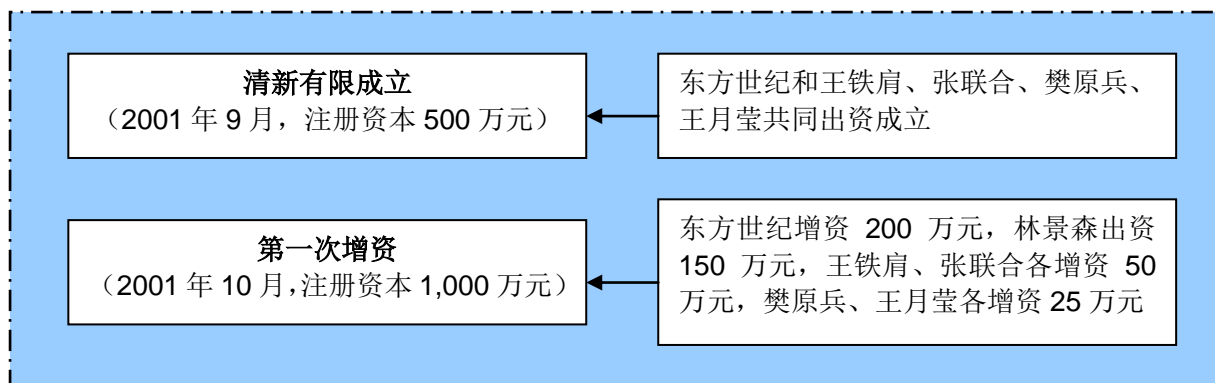 清新有限成立
（2001 年 9 月，注册资本 500 万元）
东方世纪和王铁肩、张联合、樊原兵、
王月莹共同出资成立
第一次增资
（2001 年 10 月，注册资本 1,000 万元）
东方世纪增资 200 万元，林景森出资
150 万元，王铁肩、张联合各增资 50
万元，樊原兵、王月莹各增资 25 万元